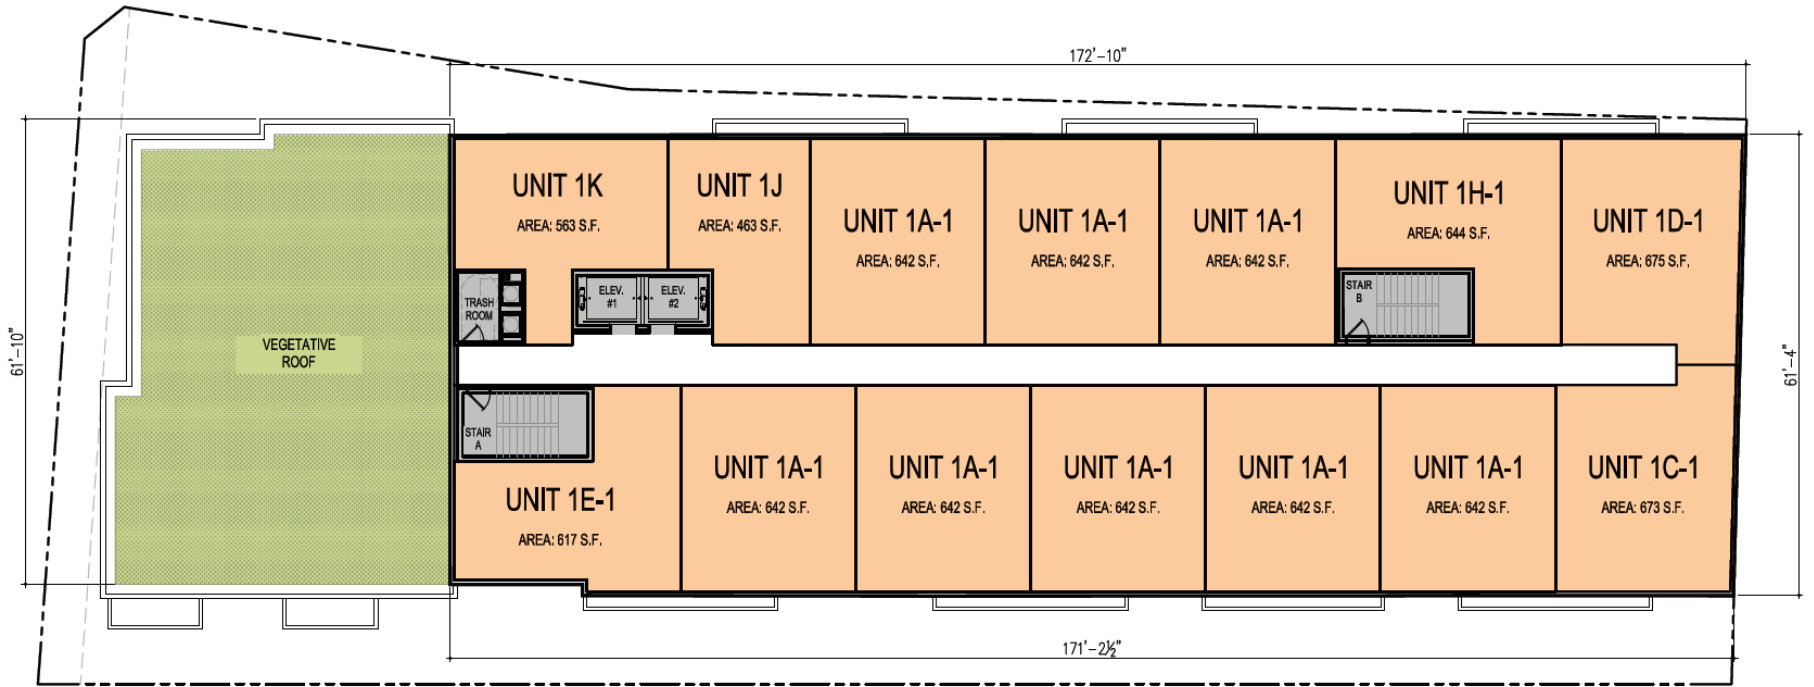 172'-10"
UNIT 1K
AREA: 563 S.F.
UNIT 1J
AREA: 463 S.F.
UNIT 1A-1
AREA: 642 S.F.
UNIT 1A-1
AREA: 642 S.F.
UNIT 1A-1
AREA: 642 S.F.
UNIT 1H-1
AREA: 644 S.F.
UNIT 1D-1
AREA: 675 S.F.
TRASH
ROOM
ELEV.
#1
ELEV.
#2
STAIR
B
61'-10"
VEGETATIVE
ROOF
61'-4"
STAIR
A
UNIT 1E-1
AREA: 617 S.F.
UNIT 1A-1
AREA: 642 S.F.
UNIT 1A-1
AREA: 642 S.F.
UNIT 1A-1
AREA: 642 S.F.
UNIT 1A-1
AREA: 642 S.F.
UNIT 1A-1
AREA: 642 S.F.
UNIT 1C-1
AREA: 673 S.F.
171'-2½"